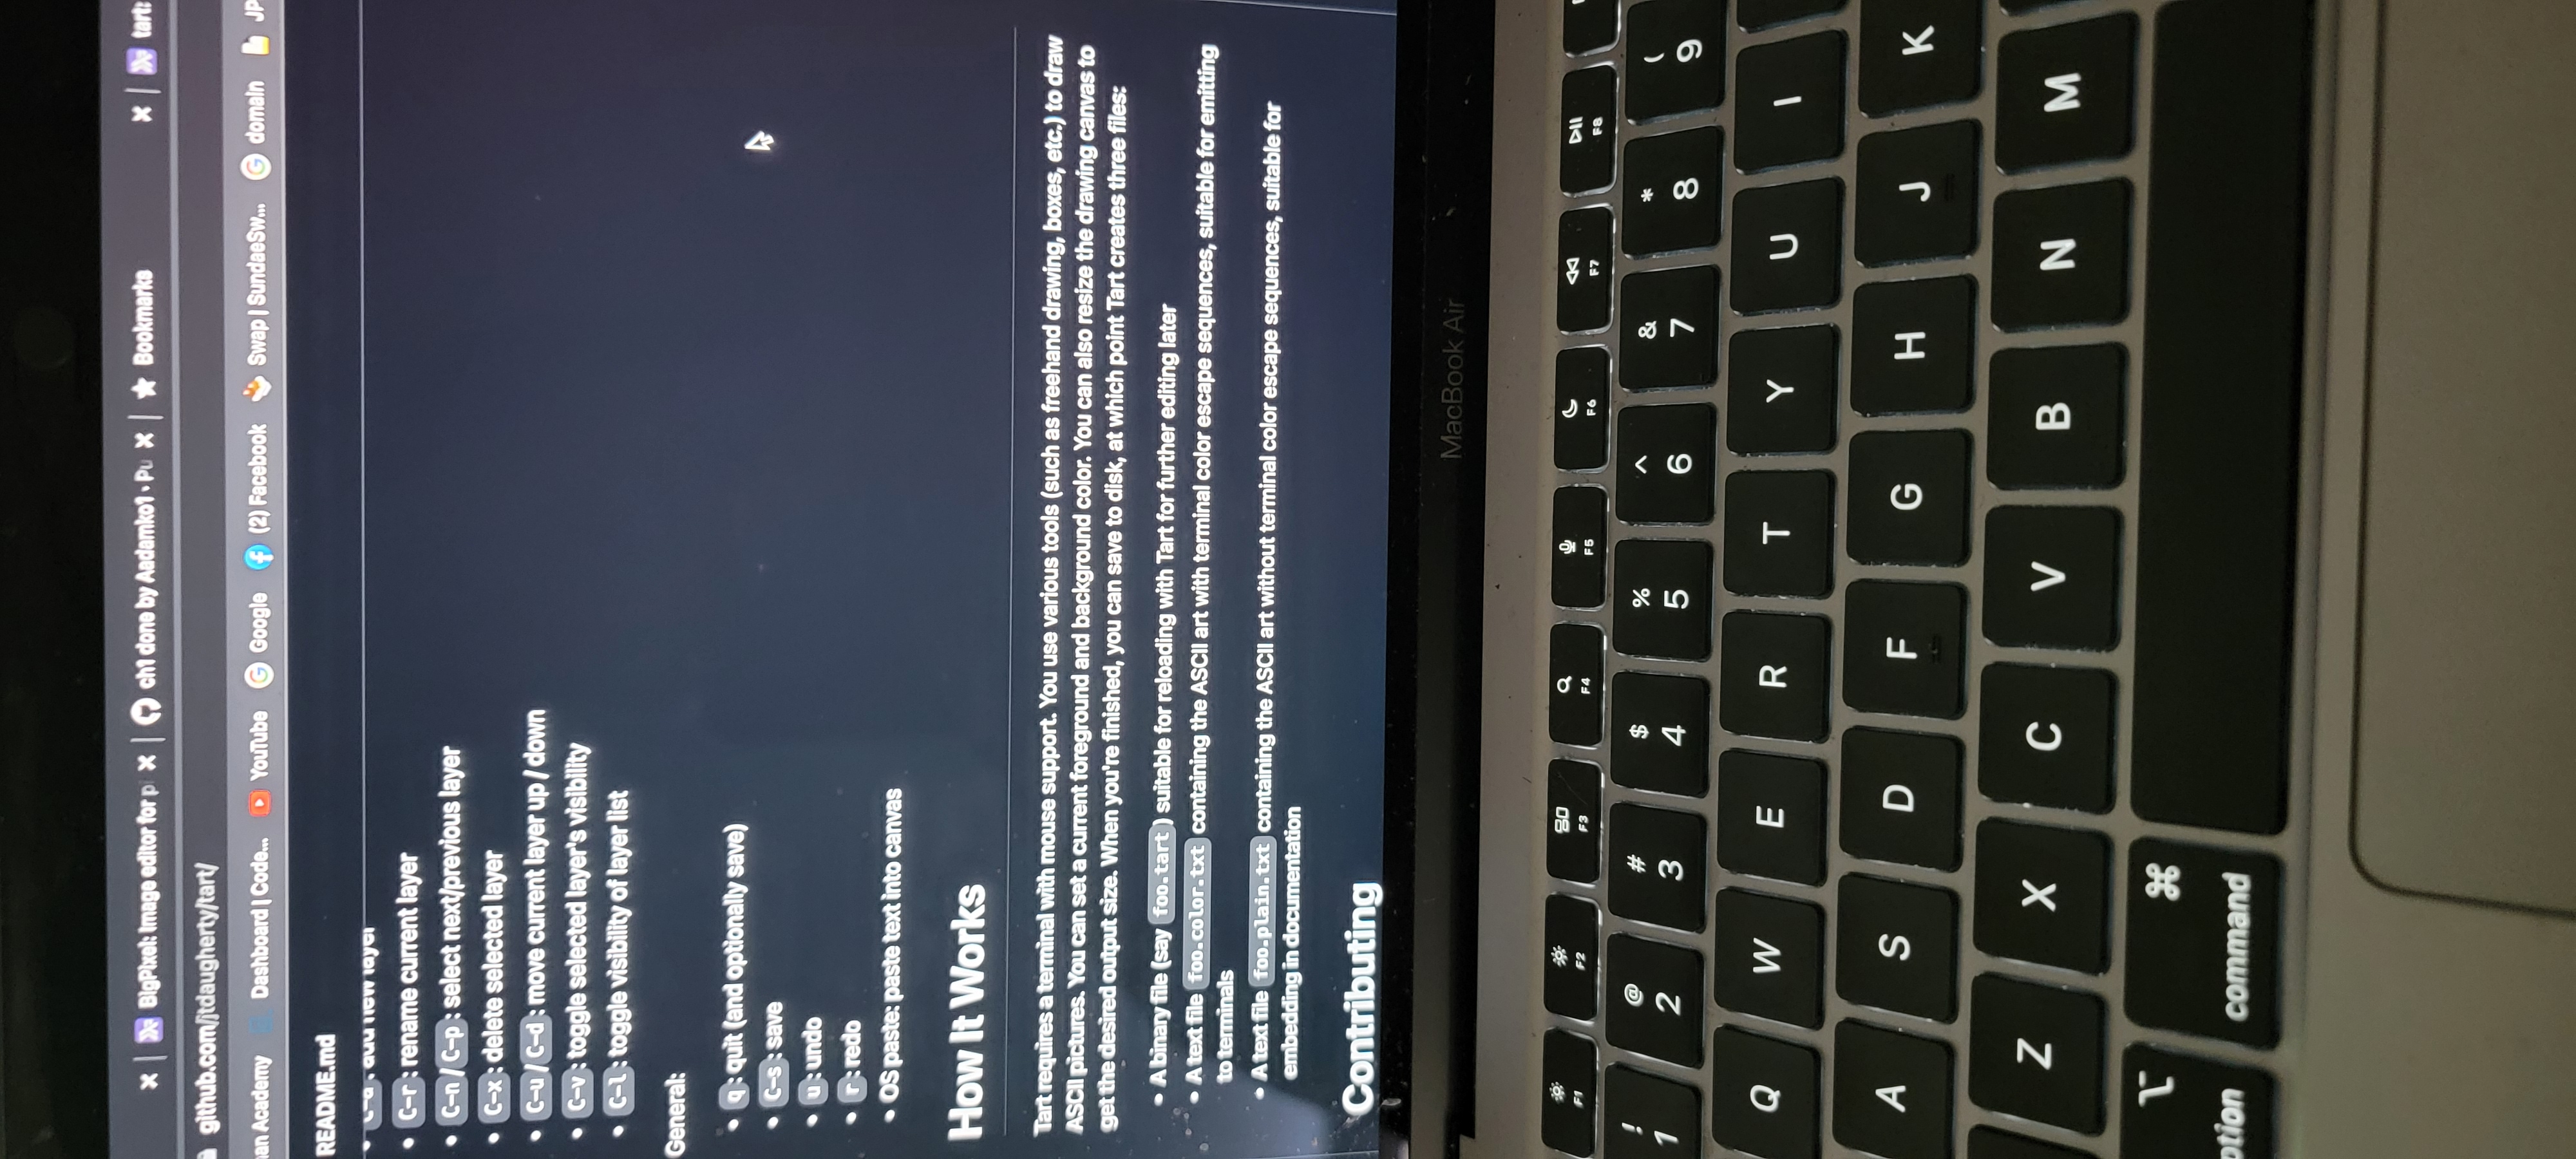 BigPixel: Image editor for p
ch1 done by Aadamko1 · Pu
Bookmarks
tart:
github.com/jtdaugherty/tart/
an Academy
Dashboard | Code...
YouTube
Google
(2) Facebook
Swap | SundaeSw...
domain
JP
README.md
• C-a : add new layer
• C-r : rename current layer
• C-n / C-p : select next/previous layer
• C-x : delete selected layer
• C-u / C-d : move current layer up / down
• C-v : toggle selected layer's visibility
• C-l : toggle visibility of layer list
General:
• q : quit (and optionally save)
• C-s : save
• u : undo
• r : redo
• OS paste: paste text into canvas
How It Works
Tart requires a terminal with mouse support. You use various tools (such as freehand drawing, boxes, etc.) to draw
ASCII pictures. You can set a current foreground and background color. You can also resize the drawing canvas to
get the desired output size. When you're finished, you can save to disk, at which point Tart creates three files:
• A binary file (say foo.tart ) suitable for reloading with Tart for further editing later
• A text file foo.color.txt containing the ASCII art with terminal color escape sequences, suitable for emitting
to terminals
• A text file foo.plain.txt containing the ASCII art without terminal color escape sequences, suitable for
embedding in documentation
Contributing
MacBook Air
F1 F2 F3 F4 F5 F6 F7 F8
! @ # $ % ^ & * (
1 2 3 4 5 6 7 8 9
Q W E R T Y U I
A S D F G H J K
Z X C V B N M
⌥ ⌘
ption command